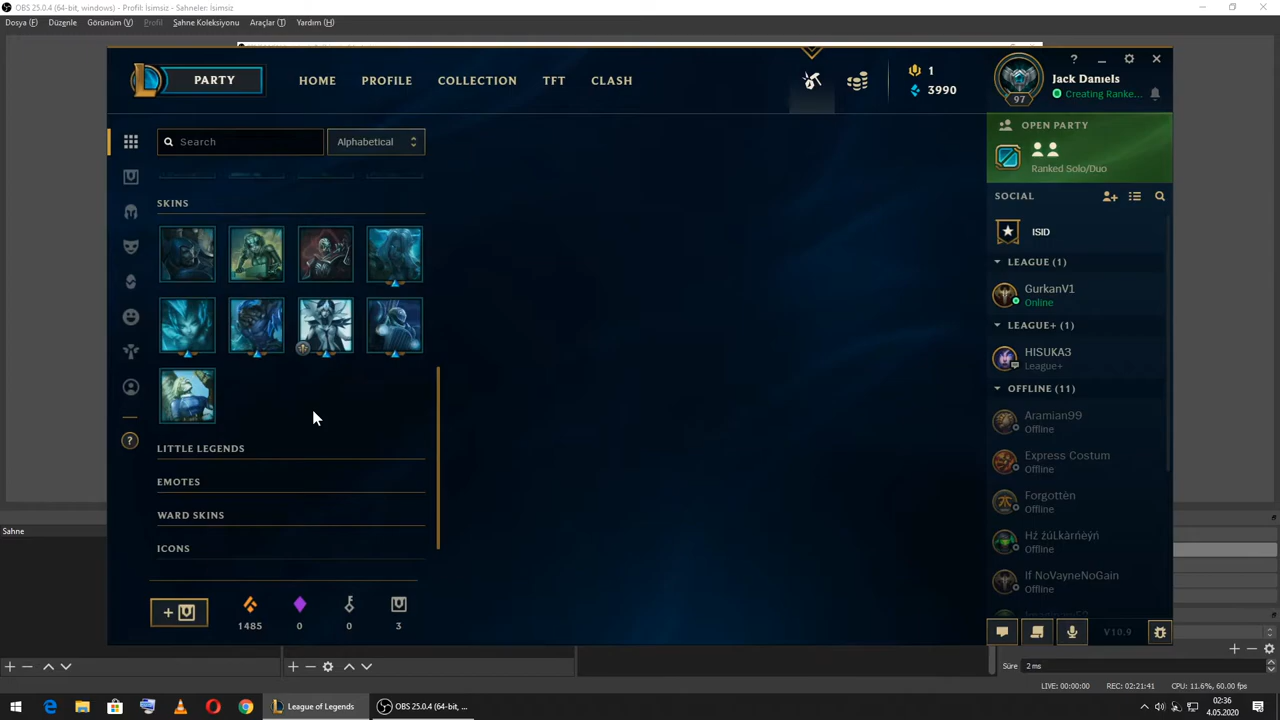 OBS 25.0.4 (64-bit, windows) - Profil: İsimsiz - Sahneler: İsimsiz
Dosya (F) Düzenle Görünüm (V) Profil Sahne Koleksiyonu Araçlar (T) Yardım (H)
PARTY HOME PROFILE COLLECTION TFT CLASH
1
3990
?
97
Jack Danıels
Creating Ranke...
Search
Alphabetical
OPEN PARTY
Ranked Solo/Duo
SOCIAL
ISID
LEAGUE (1)
GurkanV1
Online
LEAGUE+ (1)
HISUKA3
League+
OFFLINE (11)
Aramian99
Offline
Express Costum
Offline
Forgottèn
Offline
Hž žúLkàrńèýń
Offline
If NoVayneNoGain
Offline
SKINS
LITTLE LEGENDS
EMOTES
WARD SKINS
ICONS
?
1485 0 0 3
V10.9
Sahne
Süre 2 ms
LIVE: 00:00:00 REC: 02:21:41 CPU: 11.6%, 60.00 fps
League of Legends
OBS 25.0.4 (64-bit, ...
02:36
4.05.2020